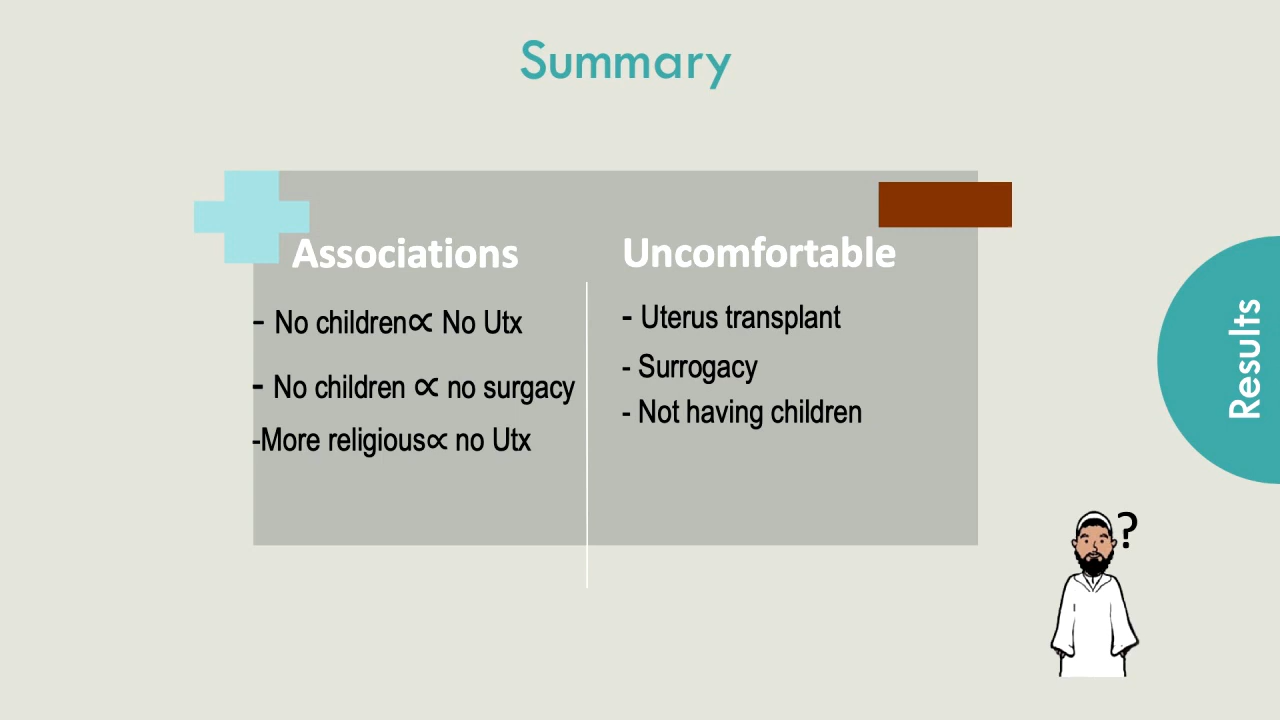 Summary
Associations
- No children∝ No Utx
- No children ∝ no surgacy
-More religious∝ no Utx
Uncomfortable
- Uterus transplant
- Surrogacy
- Not having children
Results
?